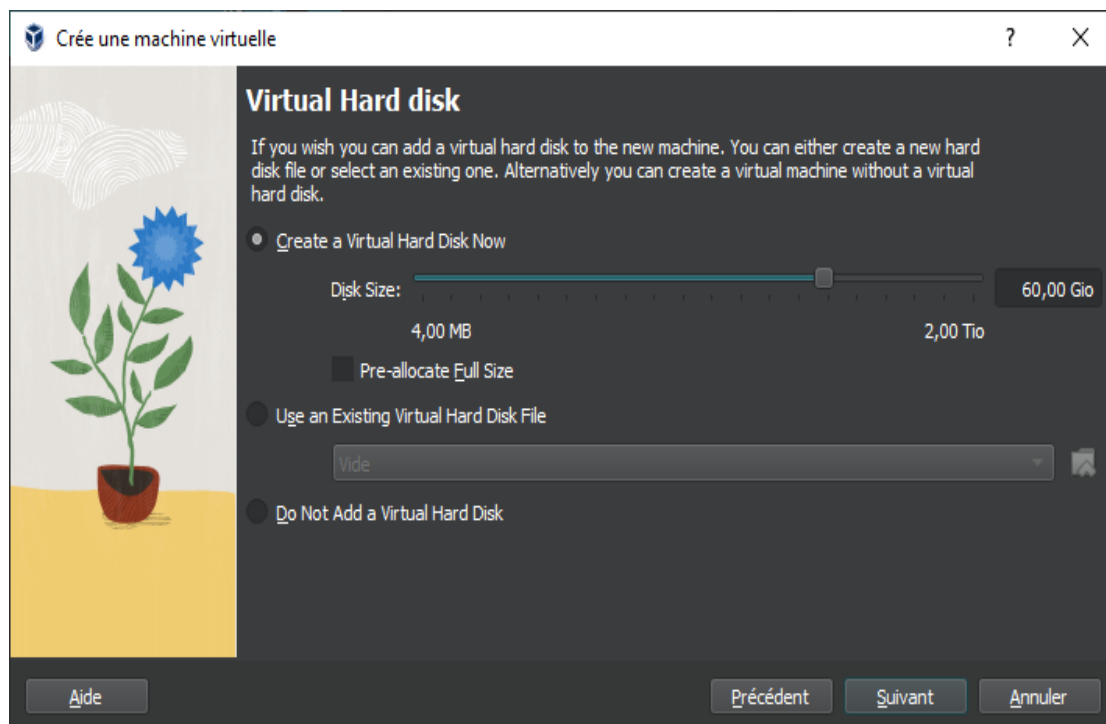 Crée une machine virtuelle
?
Virtual Hard disk
If you wish you can add a virtual hard disk to the new machine. You can either create a new hard
disk file or select an existing one. Alternatively you can create a virtual machine without a virtual
hard disk.
Create a Virtual Hard Disk Now
Disk Size:
60,00 Gio
4,00 MB
2,00 Tio
Pre-allocate Full Size
Use an Existing Virtual Hard Disk File
Vide
Do Not Add a Virtual Hard Disk
Aide
Précédent
Suivant
Annuler